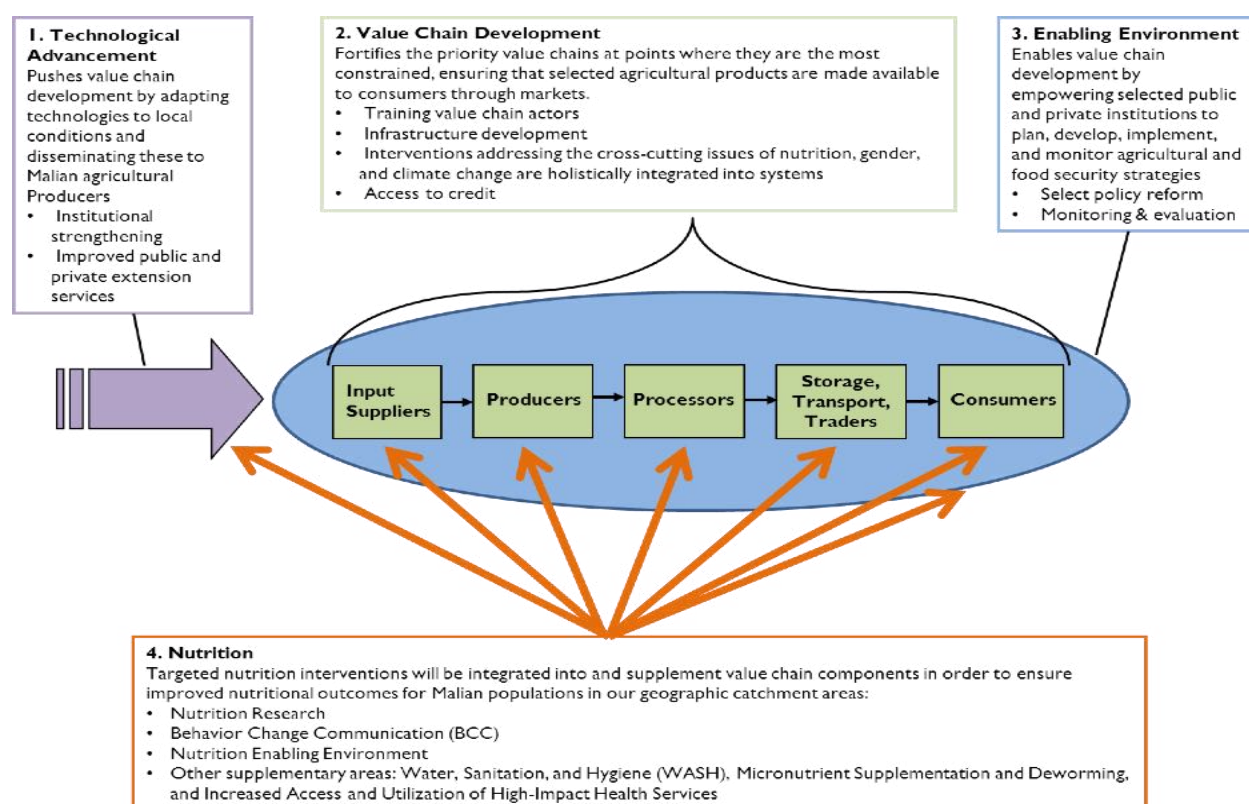 1. Technological
Advancement
Pushes value chain
development by adapting
technologies to local
conditions and
disseminating these to
Malian agricultural
Producers
• Institutional
strengthening
• Improved public and
private extension
services
2. Value Chain Development
Fortifies the priority value chains at points where they are the most
constrained, ensuring that selected agricultural products are made available
to consumers through markets.
• Training value chain actors
• Infrastructure development
• Interventions addressing the cross-cutting issues of nutrition, gender,
and climate change are holistically integrated into systems
• Access to credit
3. Enabling Environment
Enables value chain
development by
empowering selected public
and private institutions to
plan, develop, implement,
and monitor agricultural and
food security strategies
• Select policy reform
• Monitoring & evaluation
Input
Suppliers
Producers
Processors
Storage,
Transport,
Traders
Consumers
4. Nutrition
Targeted nutrition interventions will be integrated into and supplement value chain components in order to ensure
improved nutritional outcomes for Malian populations in our geographic catchment areas:
• Nutrition Research
• Behavior Change Communication (BCC)
• Nutrition Enabling Environment
• Other supplementary areas: Water, Sanitation, and Hygiene (WASH), Micronutrient Supplementation and Deworming,
and Increased Access and Utilization of High-Impact Health Services